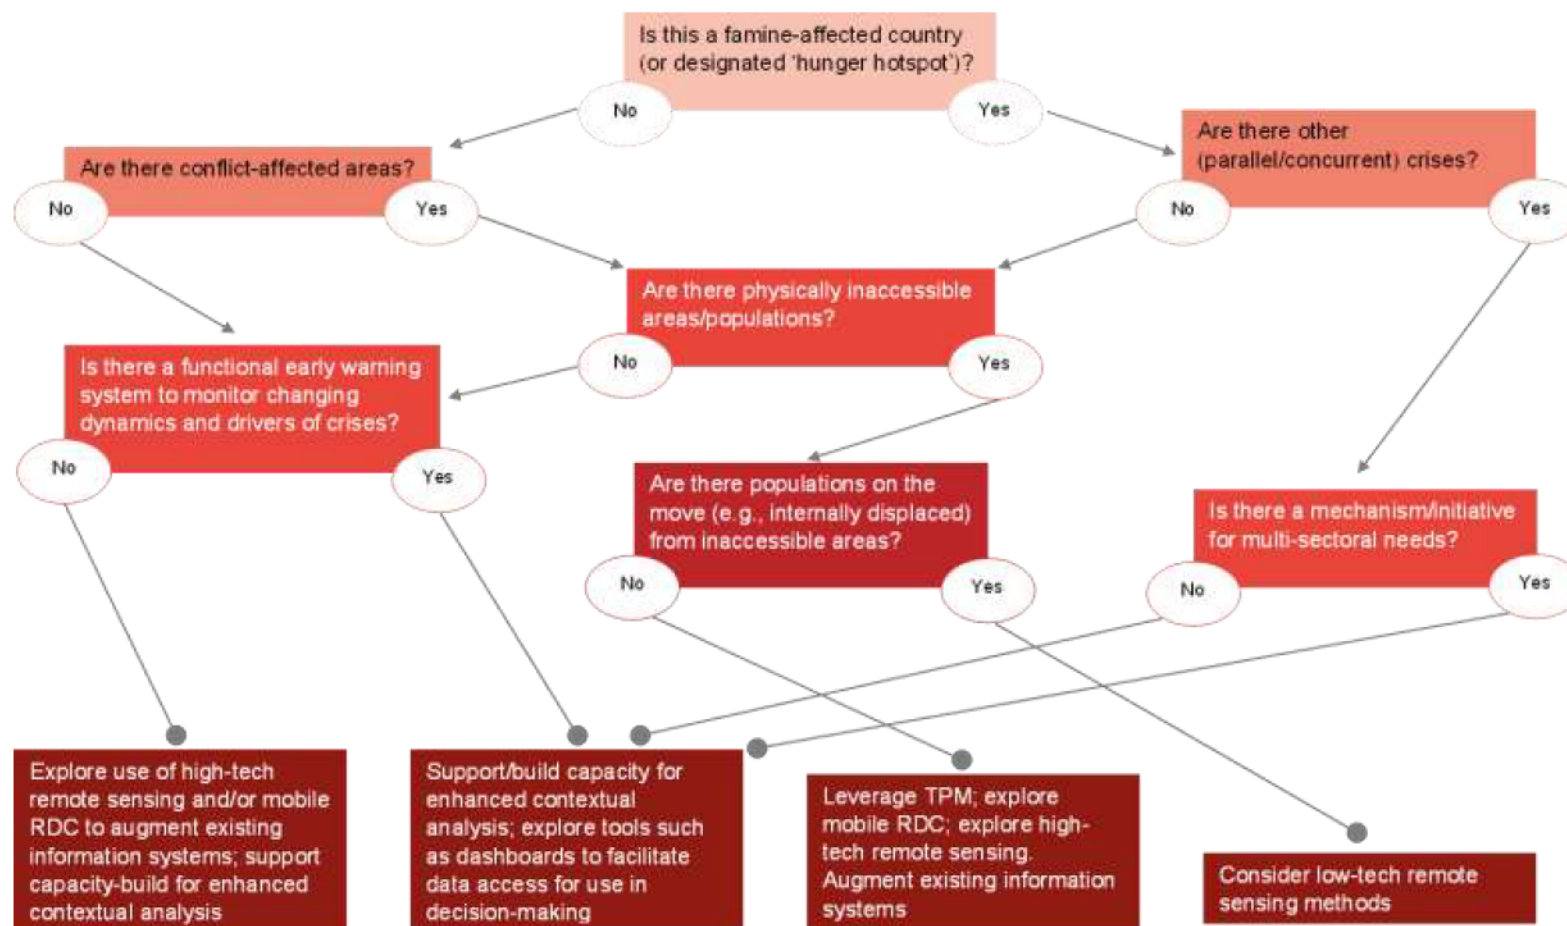 Is this a famine-affected country
(or designated 'hunger hotspot')?
No
Yes
Are there other
(parallel/concurrent) crises?
No
Yes
Are there conflict-affected areas?
No
Yes
Are there physically inaccessible
areas/populations?
No
Yes
Is there a functional early warning
system to monitor changing
dynamics and drivers of crises?
No
Yes
Are there populations on the
move (e.g., internally displaced)
from inaccessible areas?
No
Yes
Is there a mechanism/initiative
for multi-sectoral needs?
No
Yes
Explore use of high-tech
remote sensing and/or mobile
RDC to augment existing
information systems; support
capacity-build for enhanced
contextual analysis
Support/build capacity for
enhanced contextual
analysis; explore tools such
as dashboards to facilitate
data access for use in
decision-making
Leverage TPM; explore
mobile RDC; explore high-
tech remote sensing.
Augment existing information
systems
Consider low-tech remote
sensing methods